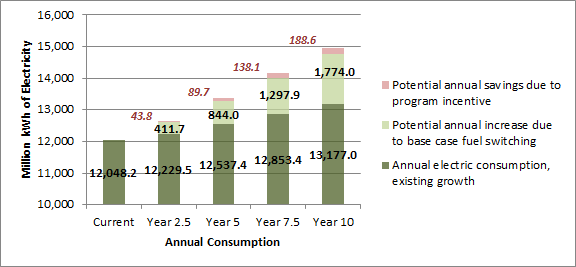 16,000
15,000
14,000
13,000
12,000
11,000
10,000
Million kWh of Electricity
188.6
138.1
89.7
43.8
1,774.0
1,297.9
844.0
411.7
12,048.2
12,229.5
12,537.4
12,853.4
13,177.0
Current
Year 2.5
Year 5
Year 7.5
Year 10
Annual Consumption
Potential annual savings due to
program incentive
Potential annual increase due
to base case fuel switching
Annual electric consumption,
existing growth